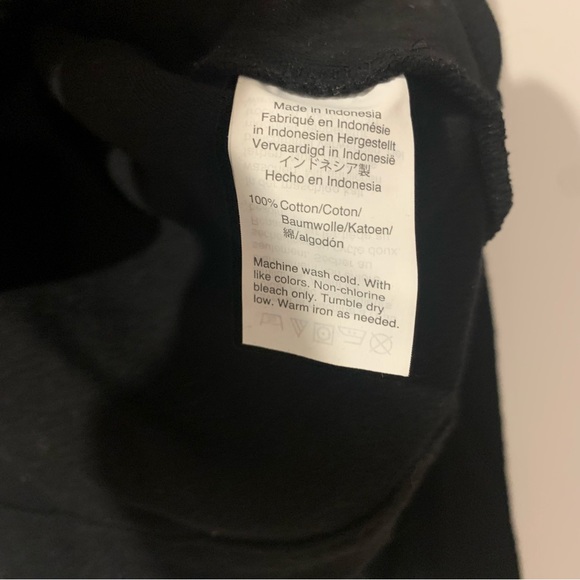 Made in Indonesia
Fabriqué en Indonésie
in Indonesien Hergestellt
Vervaardigd in Indonesië
インドネシア製
Hecho en Indonesia
100% Cotton/Coton/
Baumwolle/Katoen/
綿/algodón
Machine wash cold. With
like colors. Non-chlorine
bleach only. Tumble dry
low. Warm iron as needed.